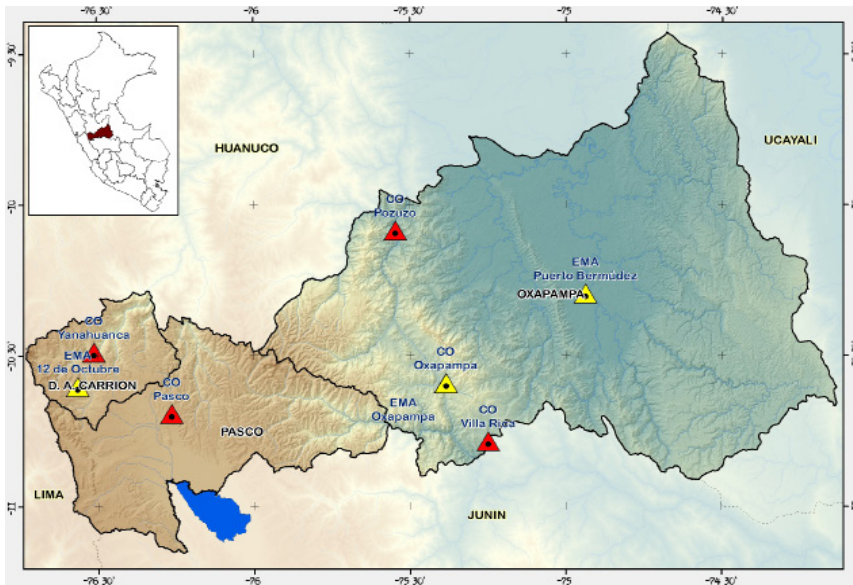 -76 30'
-76
-75 30'
-75
-74 30'
-9 30'
HUANUCO
UCAYALI
-10
CO
Pozuzo
EMA
Puerto Bermúdez
OXAPAMPA
CO
Yanahuanca
EMA
12 de Octubre
D. A. CARRION
CO
Pasco
CO
Oxapampa
EMA
Oxapampa
CO
Villa Rica
-10 30'
PASCO
LIMA
JUNIN
-11
-76 30'
-76
-75 30'
-75
-74 30'